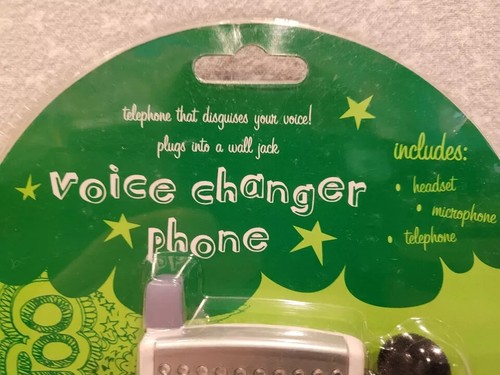 telephone that disguises your voice!
plugs into a wall jack
voice changer
phone
includes:
• headset
• microphone
• telephone